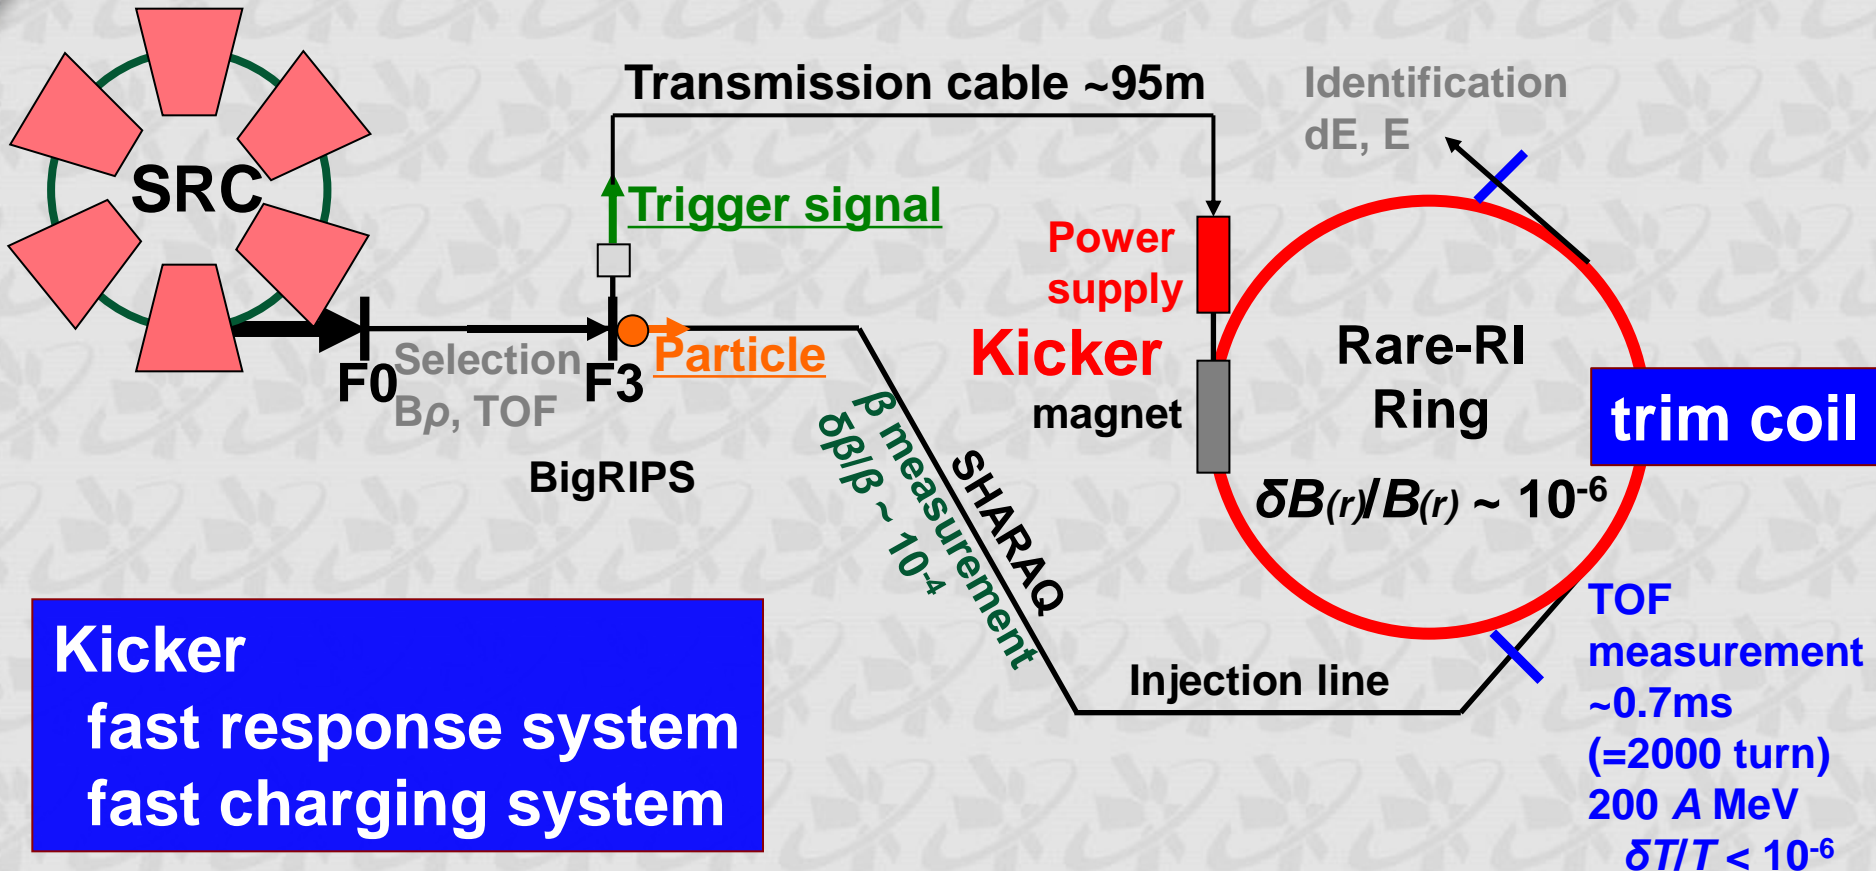 SRC
Transmission cable ~95m
Identification
dE, E
Trigger signal
Power
supply
Kicker
magnet
Rare-RI
Ring
δB(r)/B(r) ~ 10-6
trim coil
F0
Selection
Bρ, TOF
F3
Particle
BigRIPS
β measurement
δβ/β ~ 10-4
SHARAQ
Injection line
TOF
measurement
~0.7ms
(=2000 turn)
200 A MeV
δT/T < 10-6
Kicker
fast response system
fast charging system